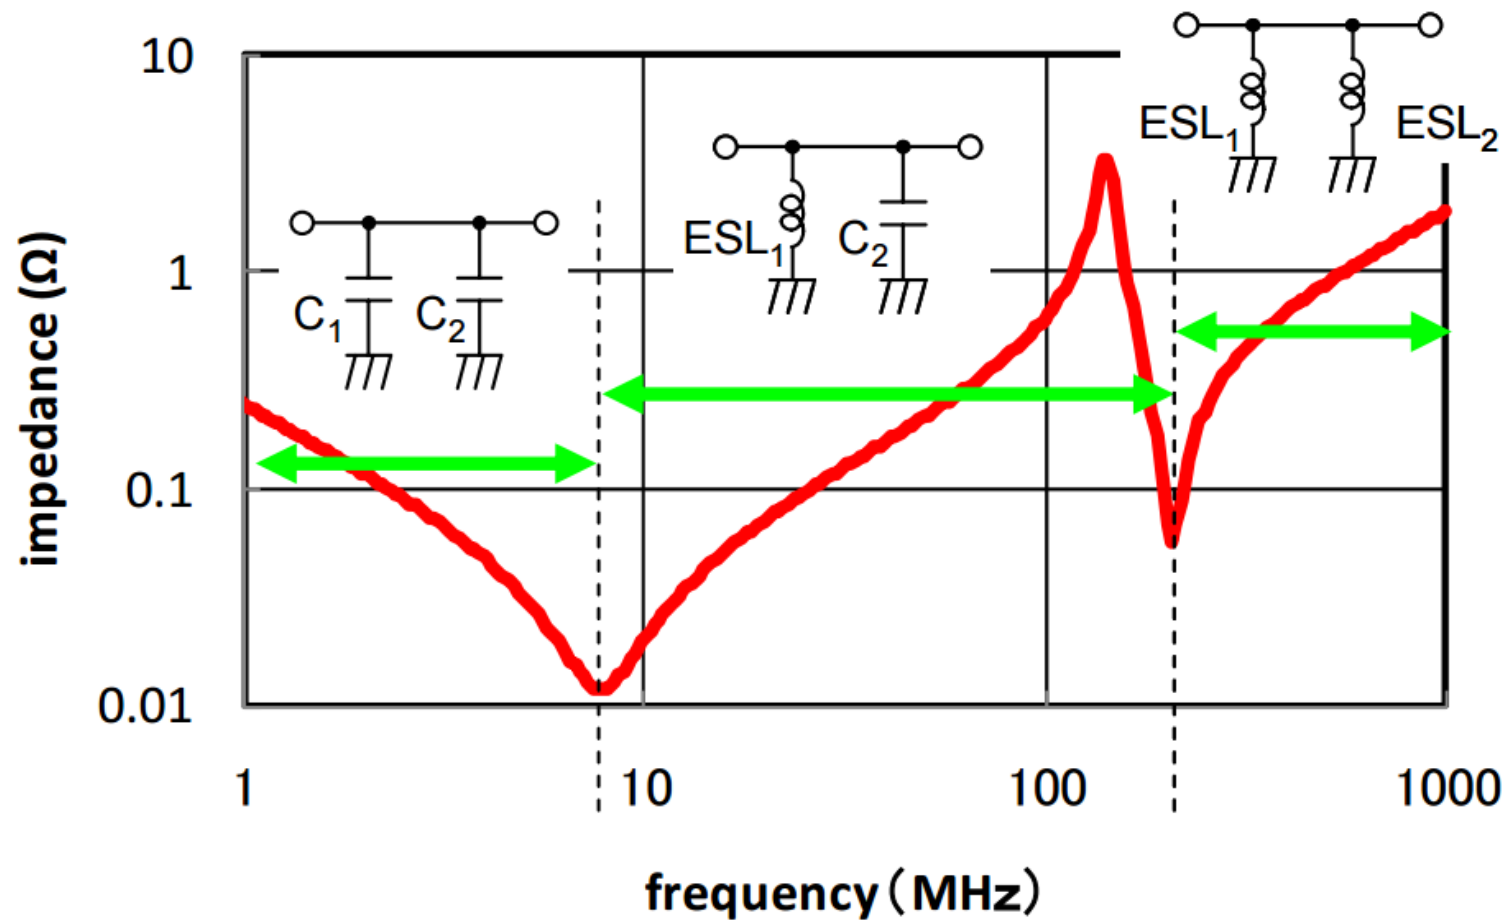 10
1
0.1
0.01
impedance (Ω)
C1
C2
ESL1
C2
ESL1
ESL2
1
10
100
1000
frequency（MHz）